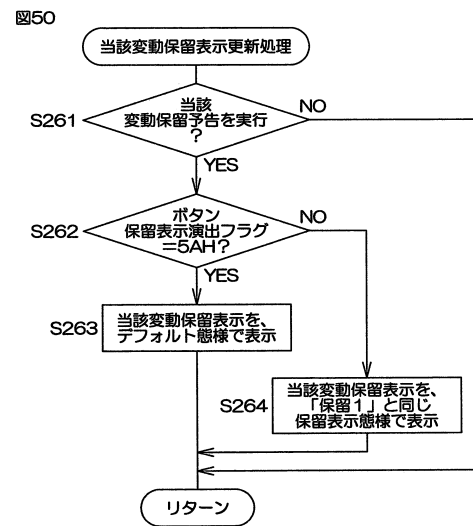 図50
当該変動保留表示更新処理
S261
当該
変動保留予告を実行
?
NO
YES
S262
ボタン
保留表示演出フラグ
=5AH?
NO
YES
S263
当該変動保留表示を、
デフォルト態様で表示
S264
当該変動保留表示を、
「保留1」と同じ
保留表示態様で表示
リターン